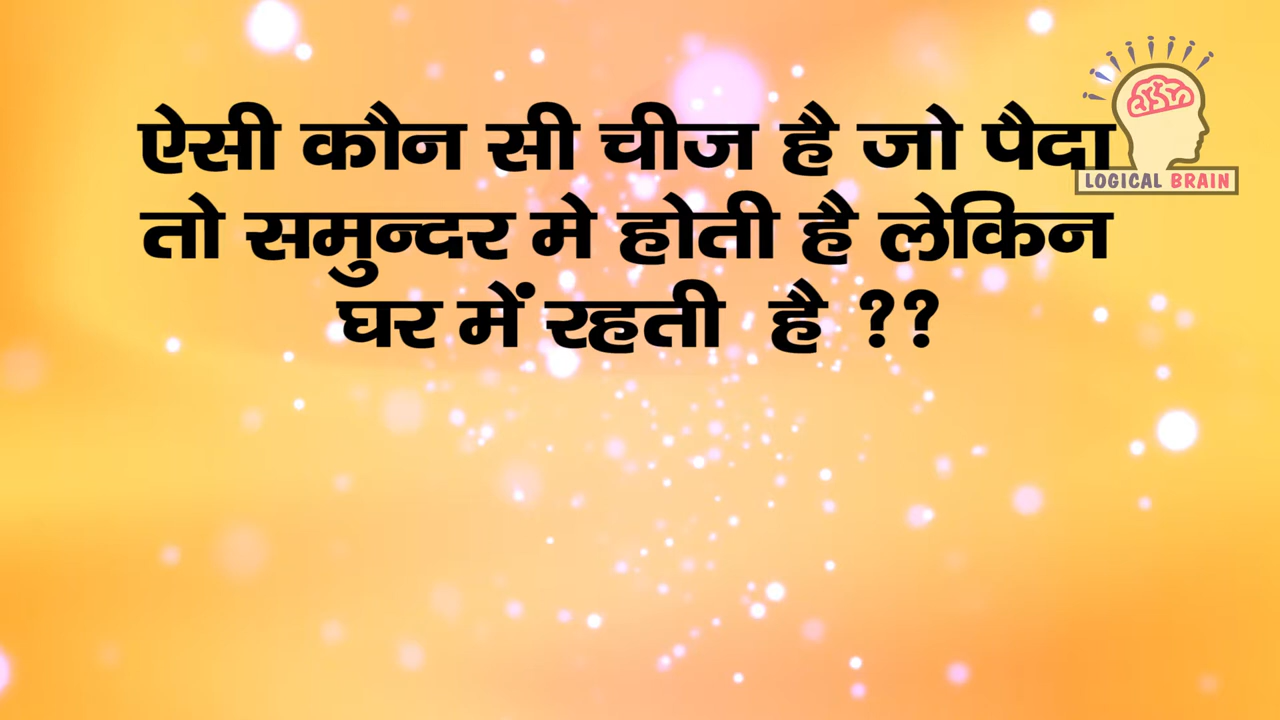 ऐसी कौन सी चीज है जो पैदा
तो समुन्दर मे होती है लेकिन
घर में रहती है ??
LOGICAL BRAIN